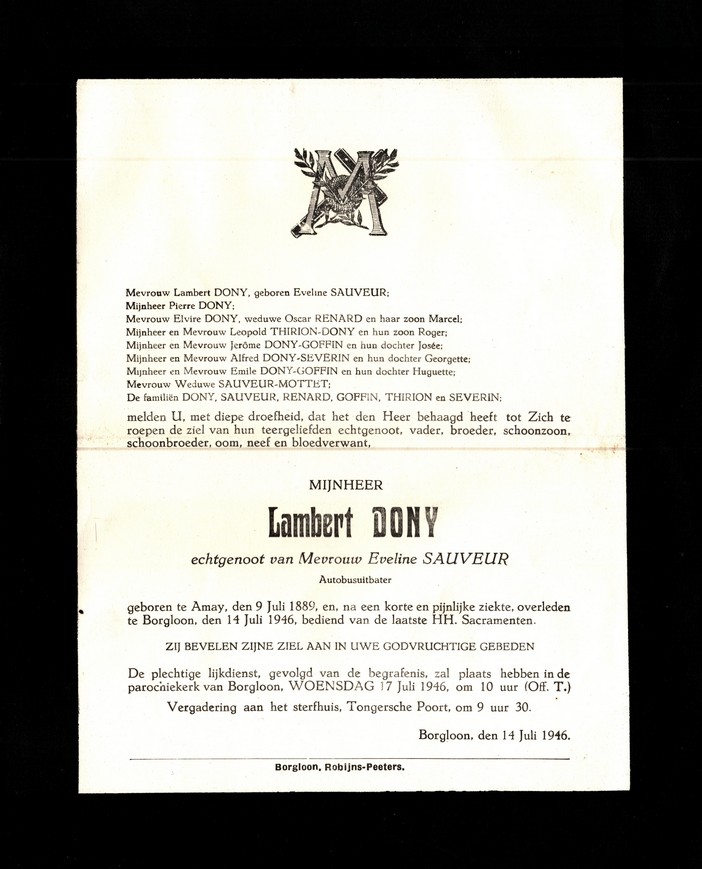 M
Mevrouw Lambert DONY, geboren Eveline SAUVEUR;
Mijnheer Pierre DONY;
Mevrouw Elvire DONY, weduwe Oscar RENARD en haar zoon Marcel;
Mijnheer en Mevrouw Leopold THIRION-DONY en hun zoon Roger;
Mijnheer en Mevrouw Jerôme DONY-GOFFIN en hun dochter Josée;
Mijnheer en Mevrouw Alfred DONY-SEVERIN en hun dochter Georgette;
Mijnheer en Mevrouw Emile DONY-GOFFIN en hun dochter Huguette;
Mevrouw Weduwe SAUVEUR-MOTTET;
De familiën DONY, SAUVEUR, RENARD, GOFFIN, THIRION en SEVERIN;
melden U, met diepe droefheid, dat het den Heer behaagd heeft tot Zich te
roepen de ziel van hun teergeliefden echtgenoot, vader, broeder, schoonzoon,
schoonbroeder, oom, neef en bloedverwant,
MIJNHEER
Lambert DONY
echtgenoot van Mevrouw Eveline SAUVEUR
Autobusuitbater
geboren te Amay, den 9 Juli 1889, en, na een korte en pijnlijke ziekte, overleden
te Borgloon, den 14 Juli 1946, bediend van de laatste HH. Sacramenten.
ZIJ BEVELEN ZIJNE ZIEL AAN IN UWE GODVRUCHTIGE GEBEDEN
De plechtige lijkdienst, gevolgd van de begrafenis, zal plaats hebben in de
parochiekerk van Borgloon, WOENSDAG 17 Juli 1946, om 10 uur (Off. T.)
Vergadering aan het sterfhuis, Tongersche Poort, om 9 uur 30.
Borgloon, den 14 Juli 1946.
Borgloon, Robijns-Peeters.